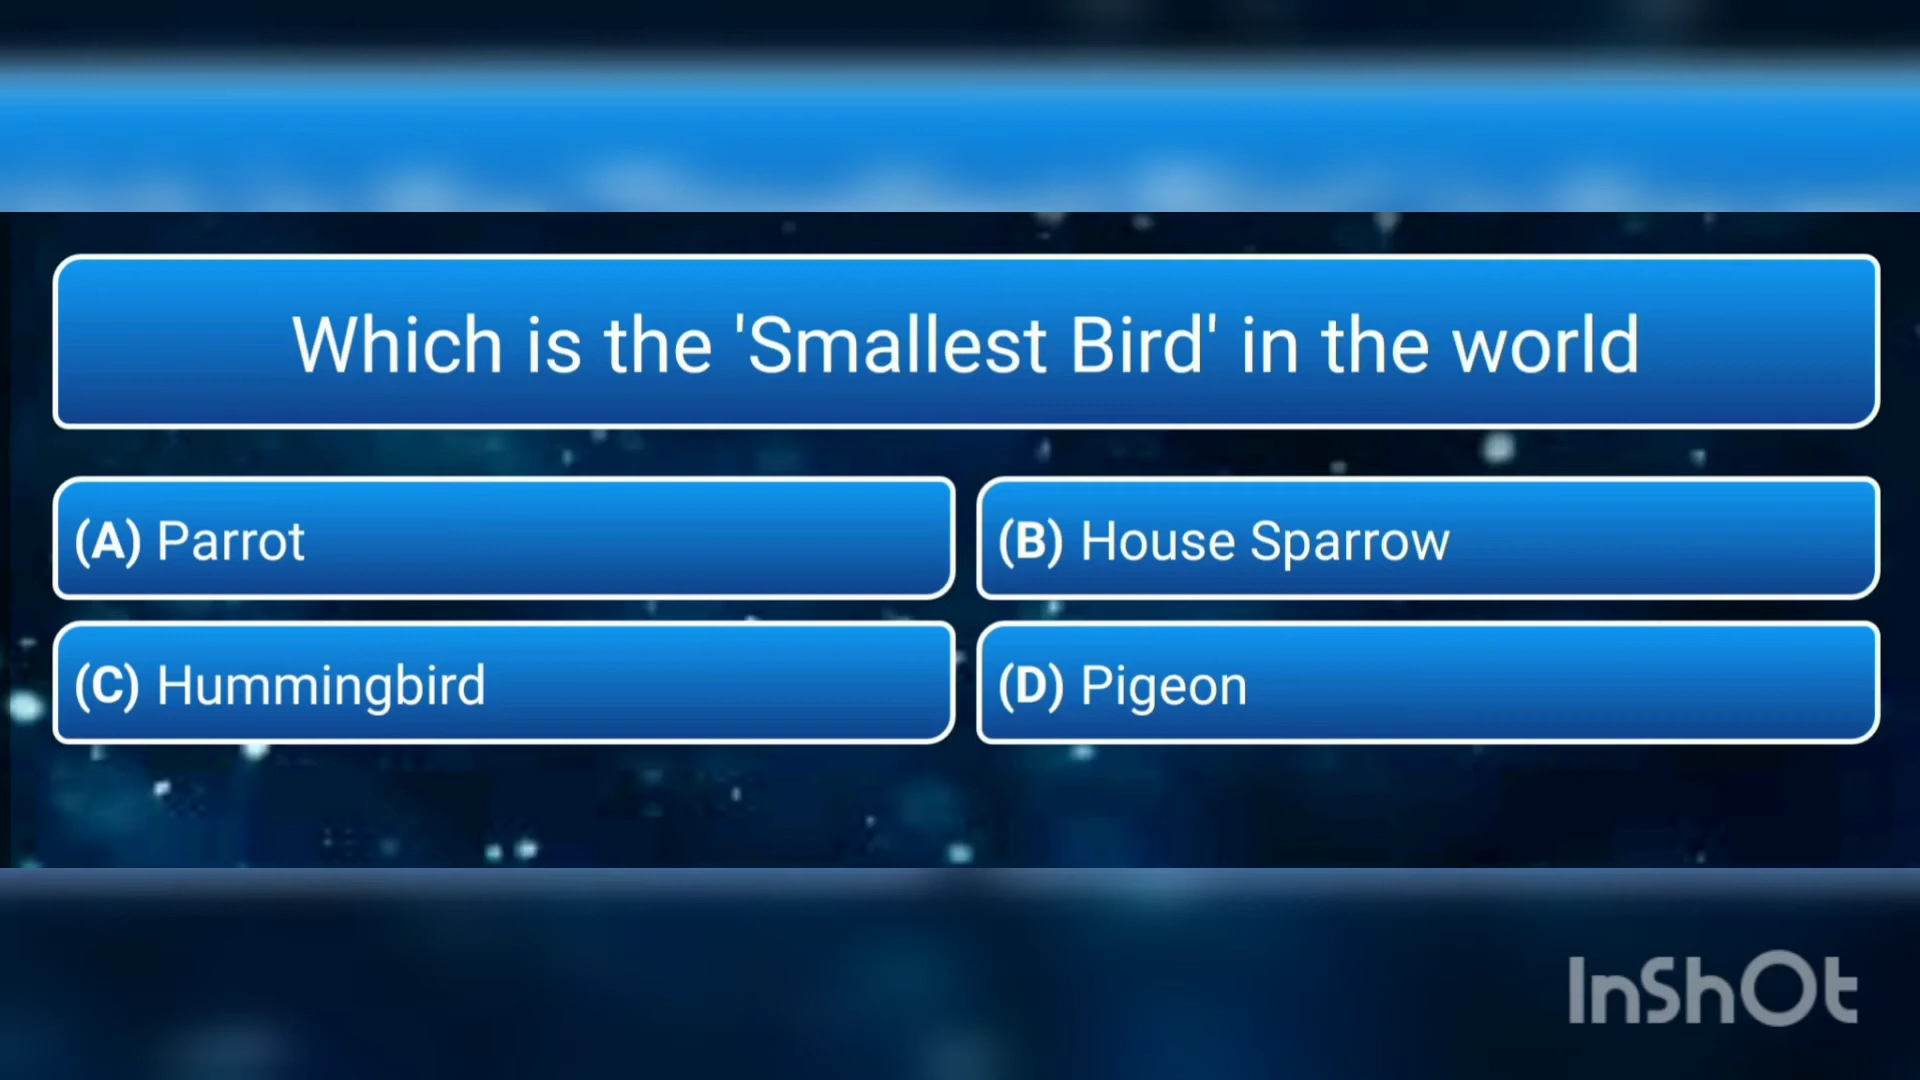 Which is the 'Smallest Bird' in the world
(A) Parrot
(B) House Sparrow
(C) Hummingbird
(D) Pigeon
InShOt